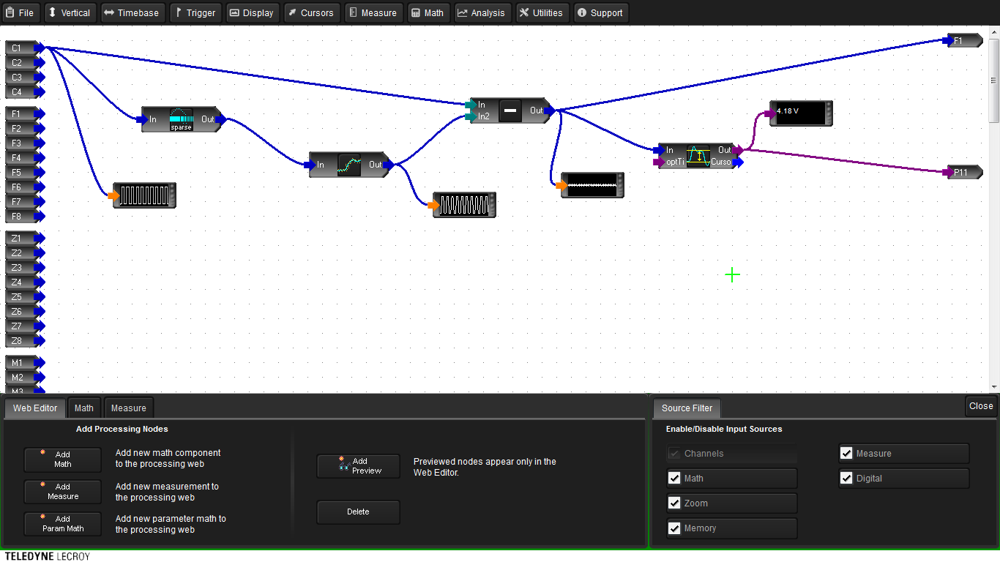 File Vertical Timebase Trigger Display Cursors Measure Math Analysis Utilities Support
C1
C2
C3
C4
F1
F2
F3
F4
F5
F6
F7
F8
Z1
Z2
Z3
Z4
Z5
Z6
Z7
Z8
M1
M2
M3
In Out
sparse
In Out
In
In2
Out
In Out
optTi Curso
4.18 V
F1
P11
Web Editor Math Measure
Add Processing Nodes
Add
Math
Add new math component
to the processing web
Add
Measure
Add new measurement to
the processing web
Add
Param Math
Add new parameter math to
the processing web
Add
Preview
Previewed nodes appear only in the
Web Editor.
Delete
Source Filter
Close
Enable/Disable Input Sources
Channels
Math
Zoom
Memory
Measure
Digital
TELEDYNE LECROY